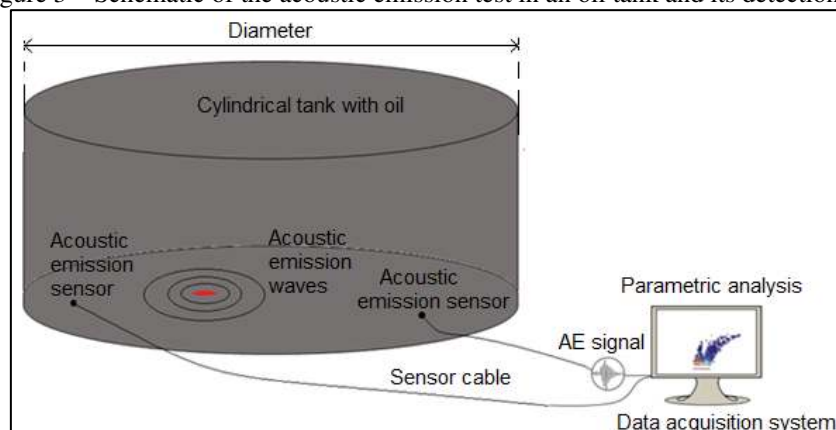 Figure 3 – Schematic of the acoustic emission test in an oil tank and its detection
Diameter
Cylindrical tank with oil
Acoustic
emission
sensor
Acoustic
emission
waves
Acoustic
emission sensor
Parametric analysis
AE signal
Sensor cable
Data acquisition system